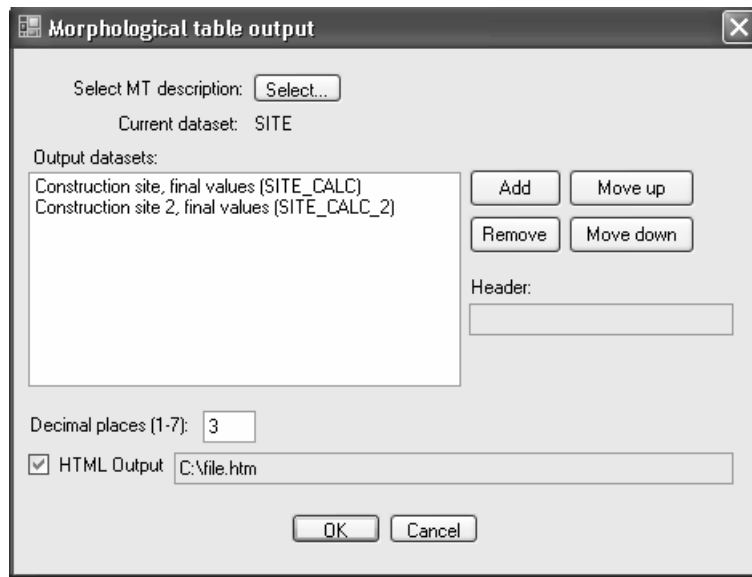 Morphological table output
Select MT description: Select...
Current dataset: SITE
Output datasets:
Construction site, final values (SITE_CALC)
Construction site 2, final values (SITE_CALC_2)
Add Move up
Remove Move down
Header:
Decimal places (1-7): 3
HTML Output C:\file.htm
OK Cancel